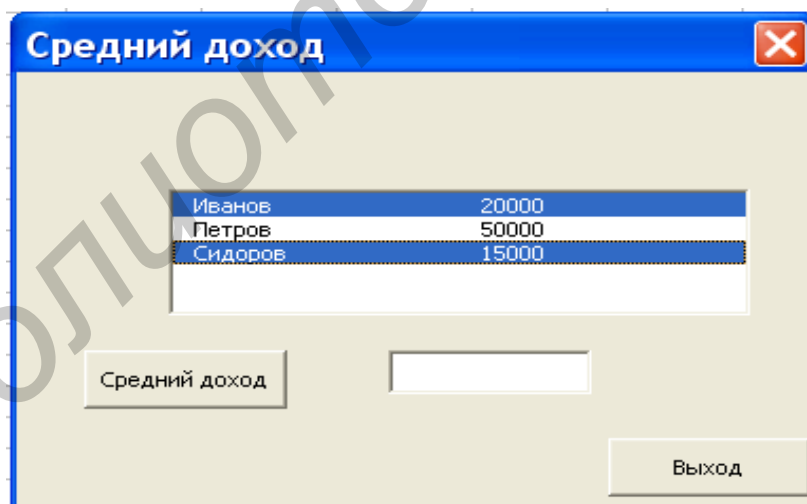 Средний доход
Иванов 20000
Петров 50000
Сидоров 15000
Средний доход
Выход